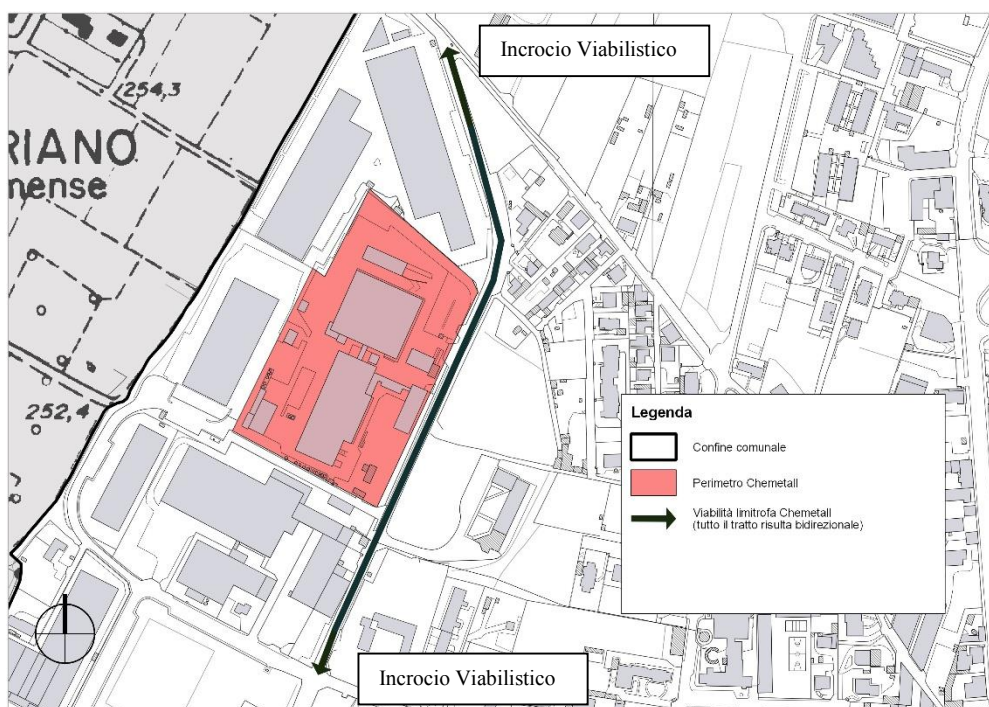 Incrocio Viabilistico
254,3
RIANO
nense
252,4
Legenda
Confine comunale
Perimetro Chemetall
Viabilità limitrofa Chemetall
(tutto il tratto risulta bidirezionale)
Incrocio Viabilistico